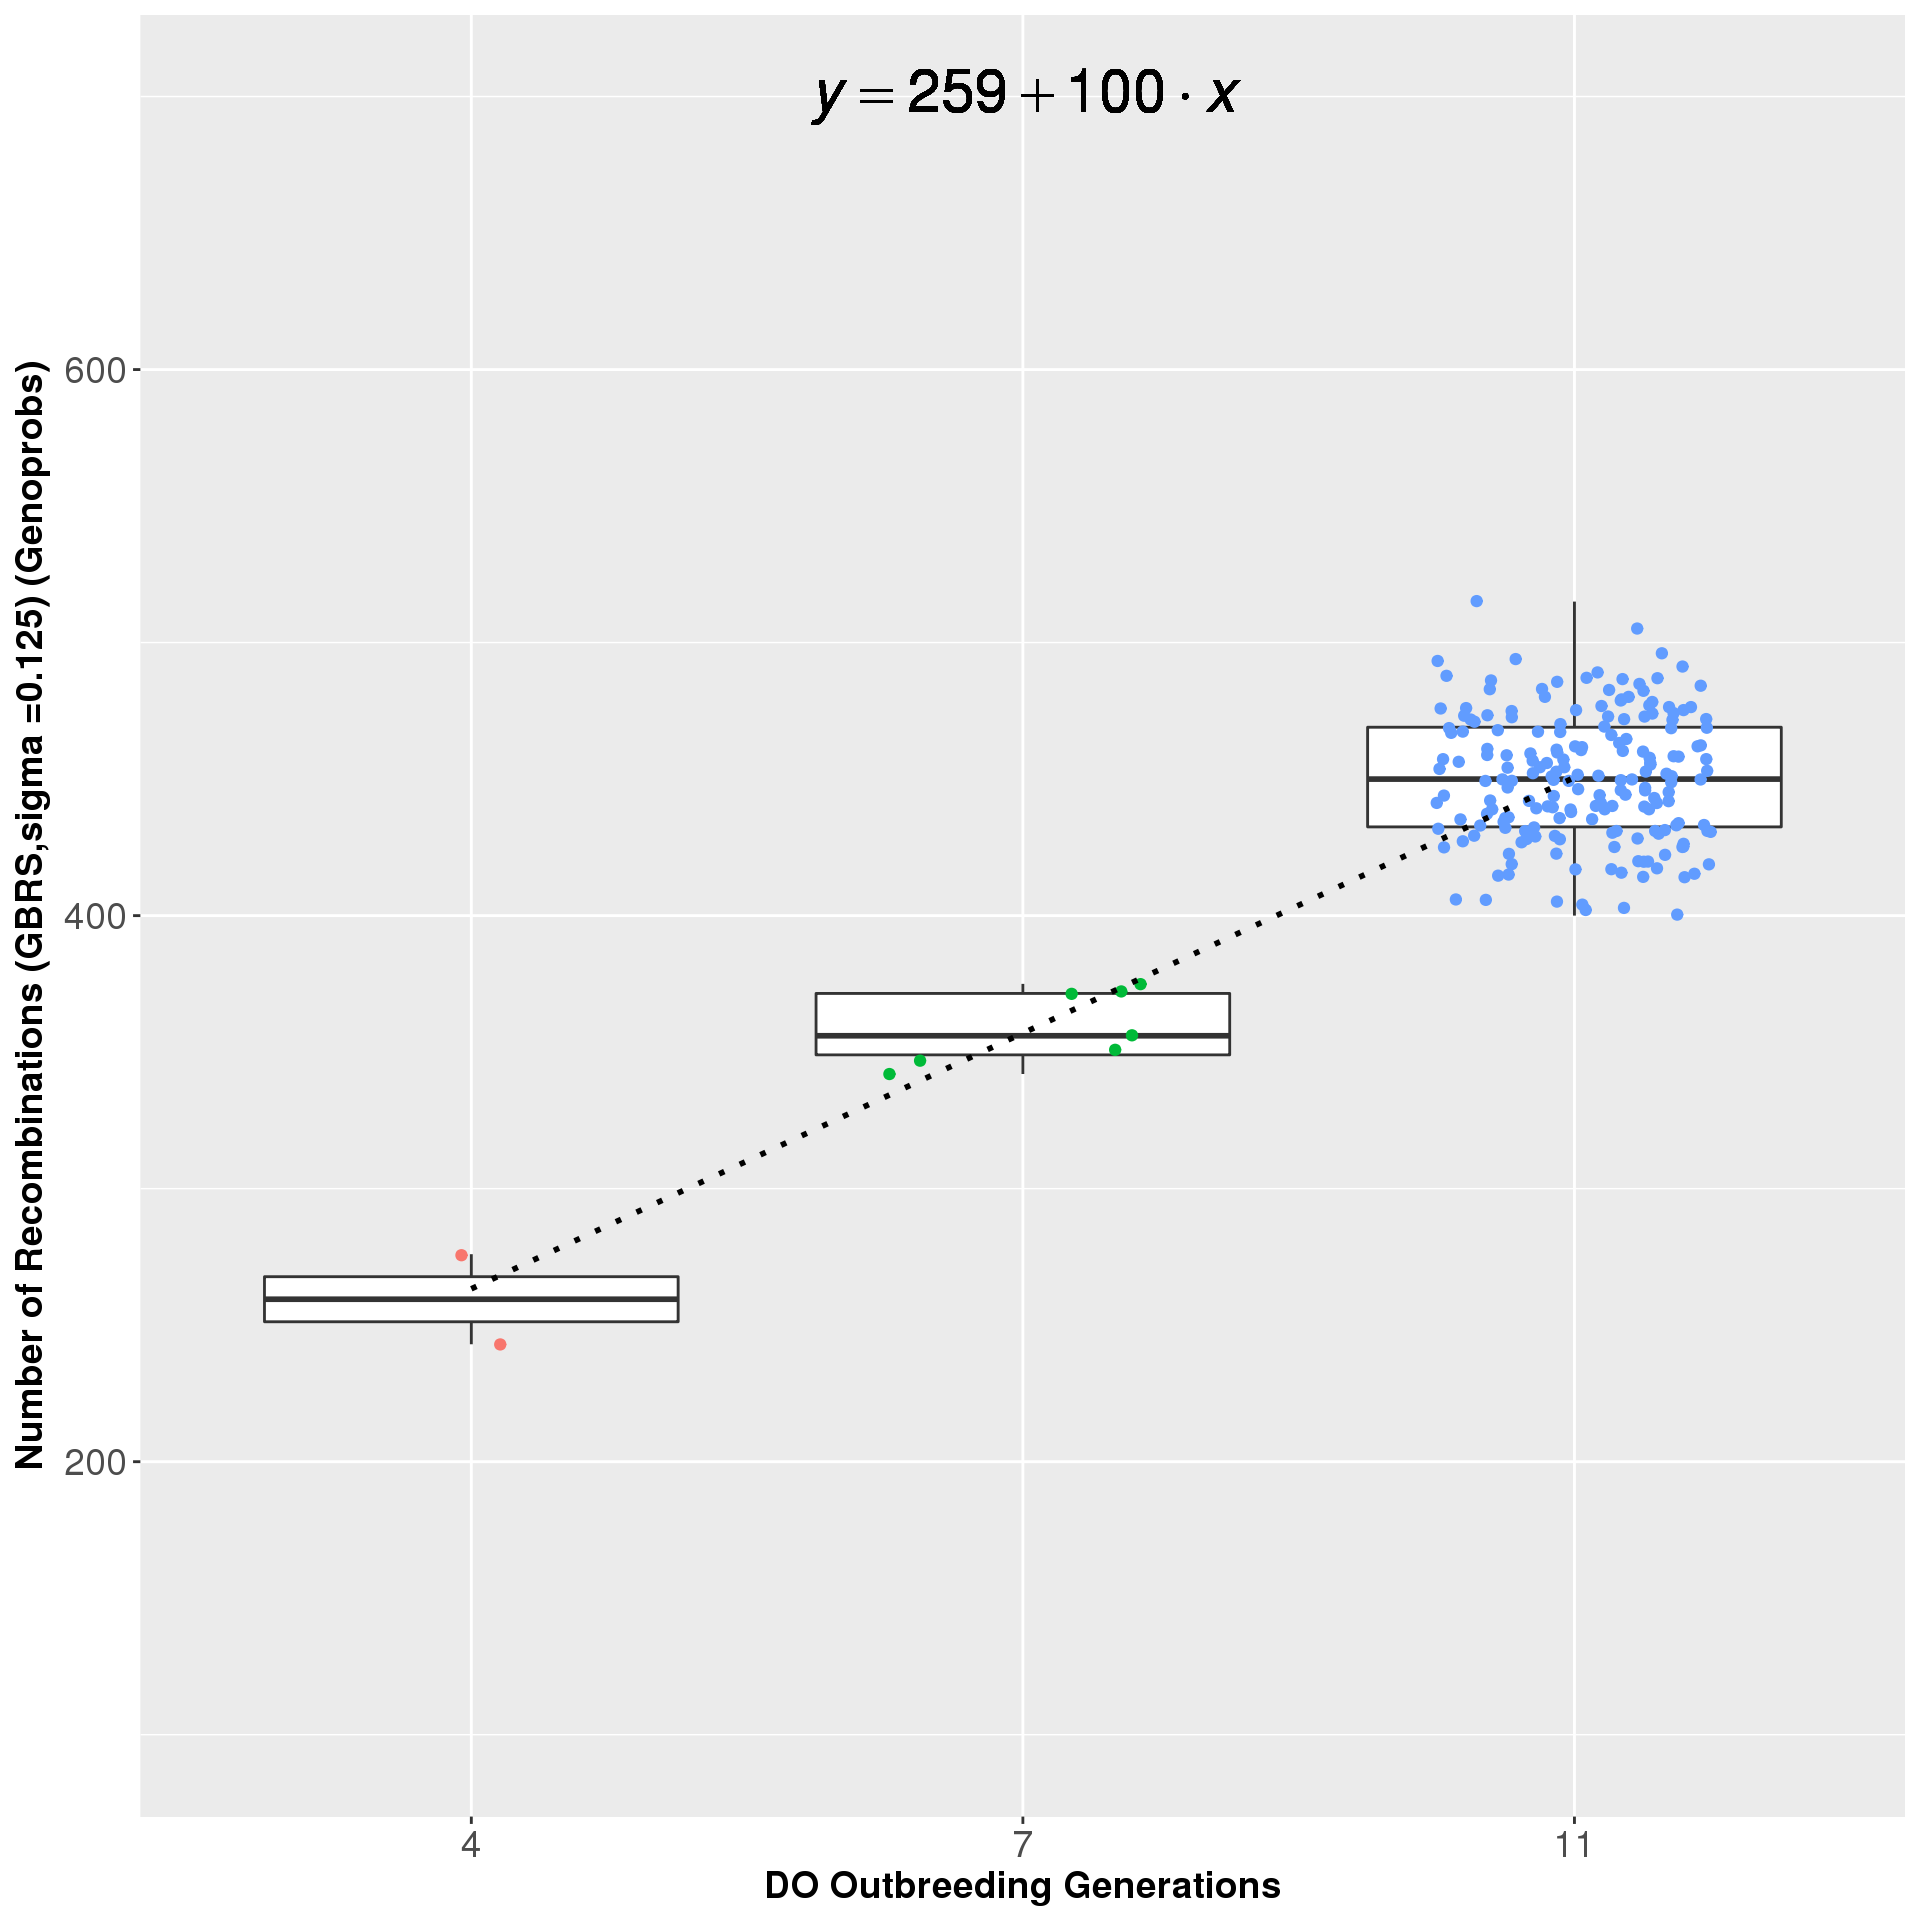 y = 259 + 100 · x
Number of Recombinations (GBRS,sigma =0.125) (Genoprobs)
600
400
200
4 7 11
DO Outbreeding Generations